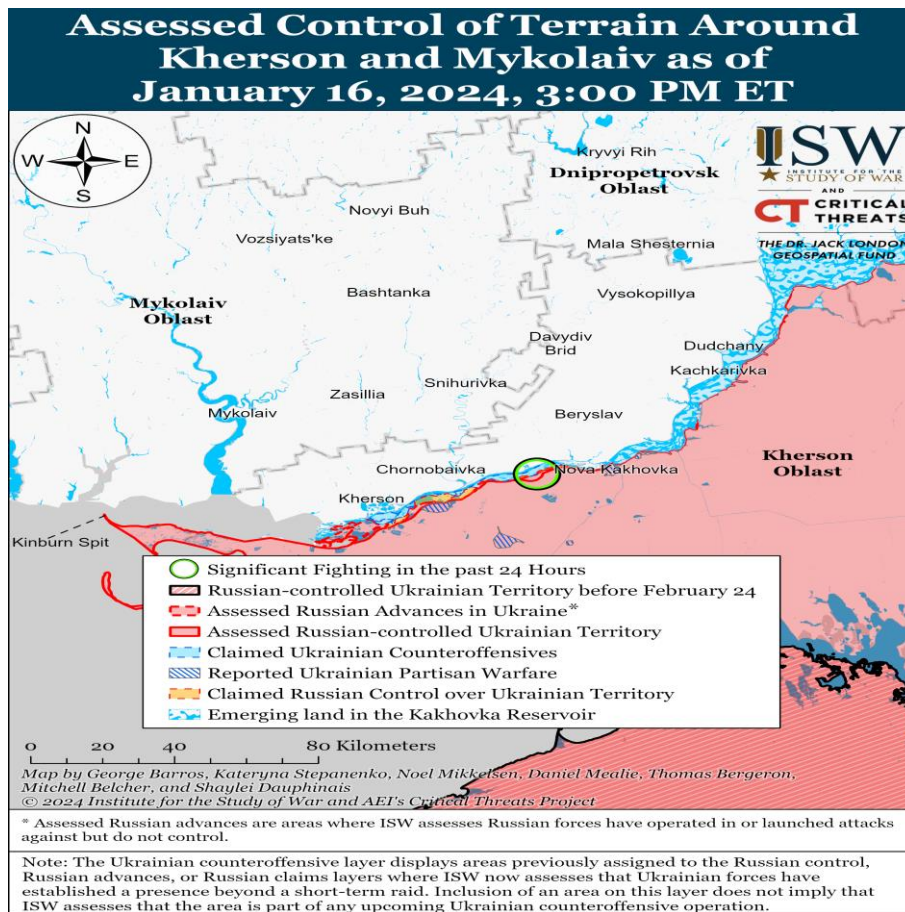 Assessed Control of Terrain Around
Kherson and Mykolaiv as of
January 16, 2024, 3:00 PM ET
N
W E
S
ISW
INSTITUTE FOR THE
STUDY OF WAR
AND
CT CRITICAL
THREATS
THE DR. JACK LONDON
GEOSPATIAL FUND
Kryvyi Rih
Dnipropetrovsk
Oblast
Novyi Buh
Vozsiyats'ke
Mala Shesternia
Bashtanka
Vysokopillya
Mykolaiv
Oblast
Davydiv
Brid
Dudchany
Kachkarivka
Snihurivka
Zasillia
Mykolaiv
Beryslav
Kherson
Oblast
Chornobaivka
Nova Kakhovka
Kherson
Kinburn Spit
Significant Fighting in the past 24 Hours
Russian-controlled Ukrainian Territory before February 24
Assessed Russian Advances in Ukraine*
Assessed Russian-controlled Ukrainian Territory
Claimed Ukrainian Counteroffensives
Reported Ukrainian Partisan Warfare
Claimed Russian Control over Ukrainian Territory
Emerging land in the Kakhovka Reservoir
0 20 40 80 Kilometers
Map by George Barros, Kateryna Stepanenko, Noel Mikkelsen, Daniel Mealie, Thomas Bergeron,
Mitchell Belcher, and Shaylei Dauphinais
© 2024 Institute for the Study of War and AEI's Critical Threats Project
* Assessed Russian advances are areas where ISW assesses Russian forces have operated in or launched attacks
against but do not control.
Note: The Ukrainian counteroffensive layer displays areas previously assigned to the Russian control,
Russian advances, or Russian claims layers where ISW now assesses that Ukrainian forces have
established a presence beyond a short-term raid. Inclusion of an area on this layer does not imply that
ISW assesses that the area is part of any upcoming Ukrainian counteroffensive operation.